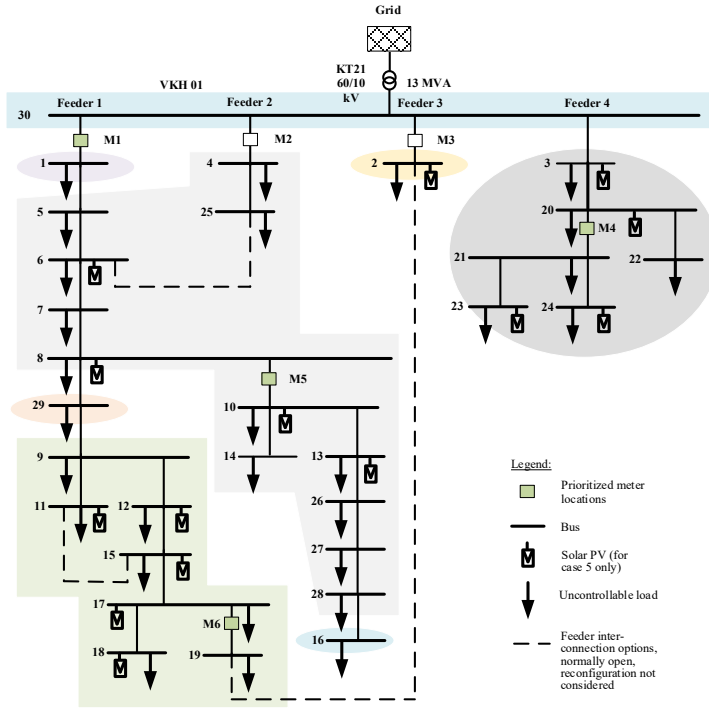 Grid
KT21
60/10
kV
13 MVA
VKH 01
Feeder 1
Feeder 2
Feeder 3
Feeder 4
30
M1
M2
M3
1
4
2
3
5
25
20
M4
6
21
22
7
23
24
8
M5
29
10
9
14
13
11
12
26
15
27
17
28
M6
16
18
19
Legend:
Prioritized meter
locations
Bus
Solar PV (for
case 5 only)
Uncontrollable load
Feeder inter-
connection options,
normally open,
reconfiguration not
considered